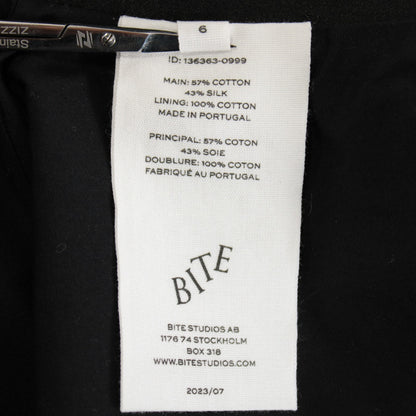 Stain
ZIZZ
6
ID: 136363-0999
MAIN: 57% COTTON
43% SILK
LINING: 100% COTTON
MADE IN PORTUGAL
PRINCIPAL: 57% COTON
43% SOIE
DOUBLURE: 100% COTON
FABRIQUÉ AU PORTUGAL
BITE
BITE STUDIOS AB
1176 74 STOCKHOLM
BOX 318
WWW.BITESTUDIOS.COM
2023/07